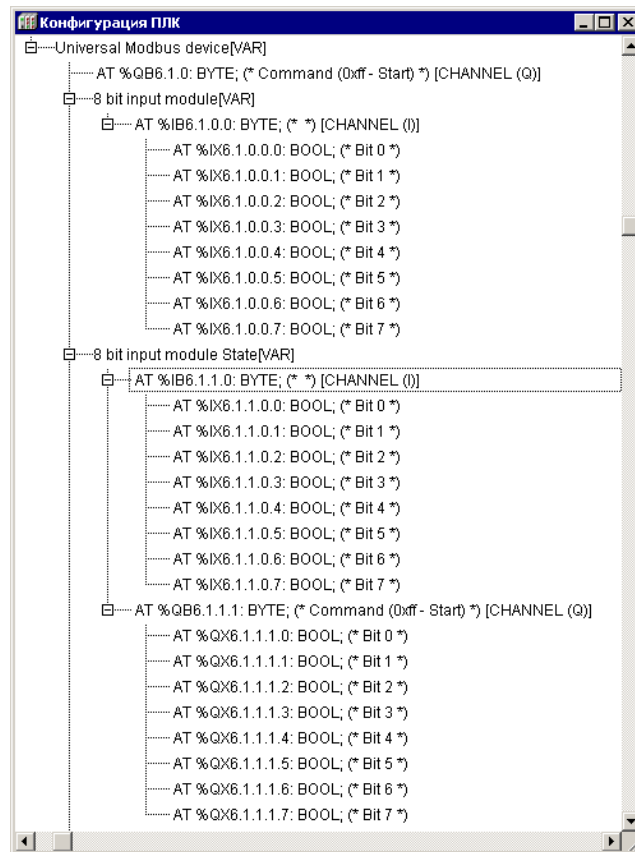 Конфигурация ПЛК
Universal Modbus device[VAR]
AT %QB6.1.0: BYTE; (* Command (0xff - Start) *) [CHANNEL (Q)]
8 bit input module[VAR]
AT %IB6.1.0.0: BYTE; (* *) [CHANNEL (I)]
AT %IX6.1.0.0.0: BOOL; (* Bit 0 *)
AT %IX6.1.0.0.1: BOOL; (* Bit 1 *)
AT %IX6.1.0.0.2: BOOL; (* Bit 2 *)
AT %IX6.1.0.0.3: BOOL; (* Bit 3 *)
AT %IX6.1.0.0.4: BOOL; (* Bit 4 *)
AT %IX6.1.0.0.5: BOOL; (* Bit 5 *)
AT %IX6.1.0.0.6: BOOL; (* Bit 6 *)
AT %IX6.1.0.0.7: BOOL; (* Bit 7 *)
8 bit input module State[VAR]
AT %IB6.1.1.0: BYTE; (* *) [CHANNEL (I)]
AT %IX6.1.1.0.0: BOOL; (* Bit 0 *)
AT %IX6.1.1.0.1: BOOL; (* Bit 1 *)
AT %IX6.1.1.0.2: BOOL; (* Bit 2 *)
AT %IX6.1.1.0.3: BOOL; (* Bit 3 *)
AT %IX6.1.1.0.4: BOOL; (* Bit 4 *)
AT %IX6.1.1.0.5: BOOL; (* Bit 5 *)
AT %IX6.1.1.0.6: BOOL; (* Bit 6 *)
AT %IX6.1.1.0.7: BOOL; (* Bit 7 *)
AT %QB6.1.1.1: BYTE; (* Command (0xff - Start) *) [CHANNEL (Q)]
AT %QX6.1.1.1.0: BOOL; (* Bit 0 *)
AT %QX6.1.1.1.1: BOOL; (* Bit 1 *)
AT %QX6.1.1.1.2: BOOL; (* Bit 2 *)
AT %QX6.1.1.1.3: BOOL; (* Bit 3 *)
AT %QX6.1.1.1.4: BOOL; (* Bit 4 *)
AT %QX6.1.1.1.5: BOOL; (* Bit 5 *)
AT %QX6.1.1.1.6: BOOL; (* Bit 6 *)
AT %QX6.1.1.1.7: BOOL; (* Bit 7 *)